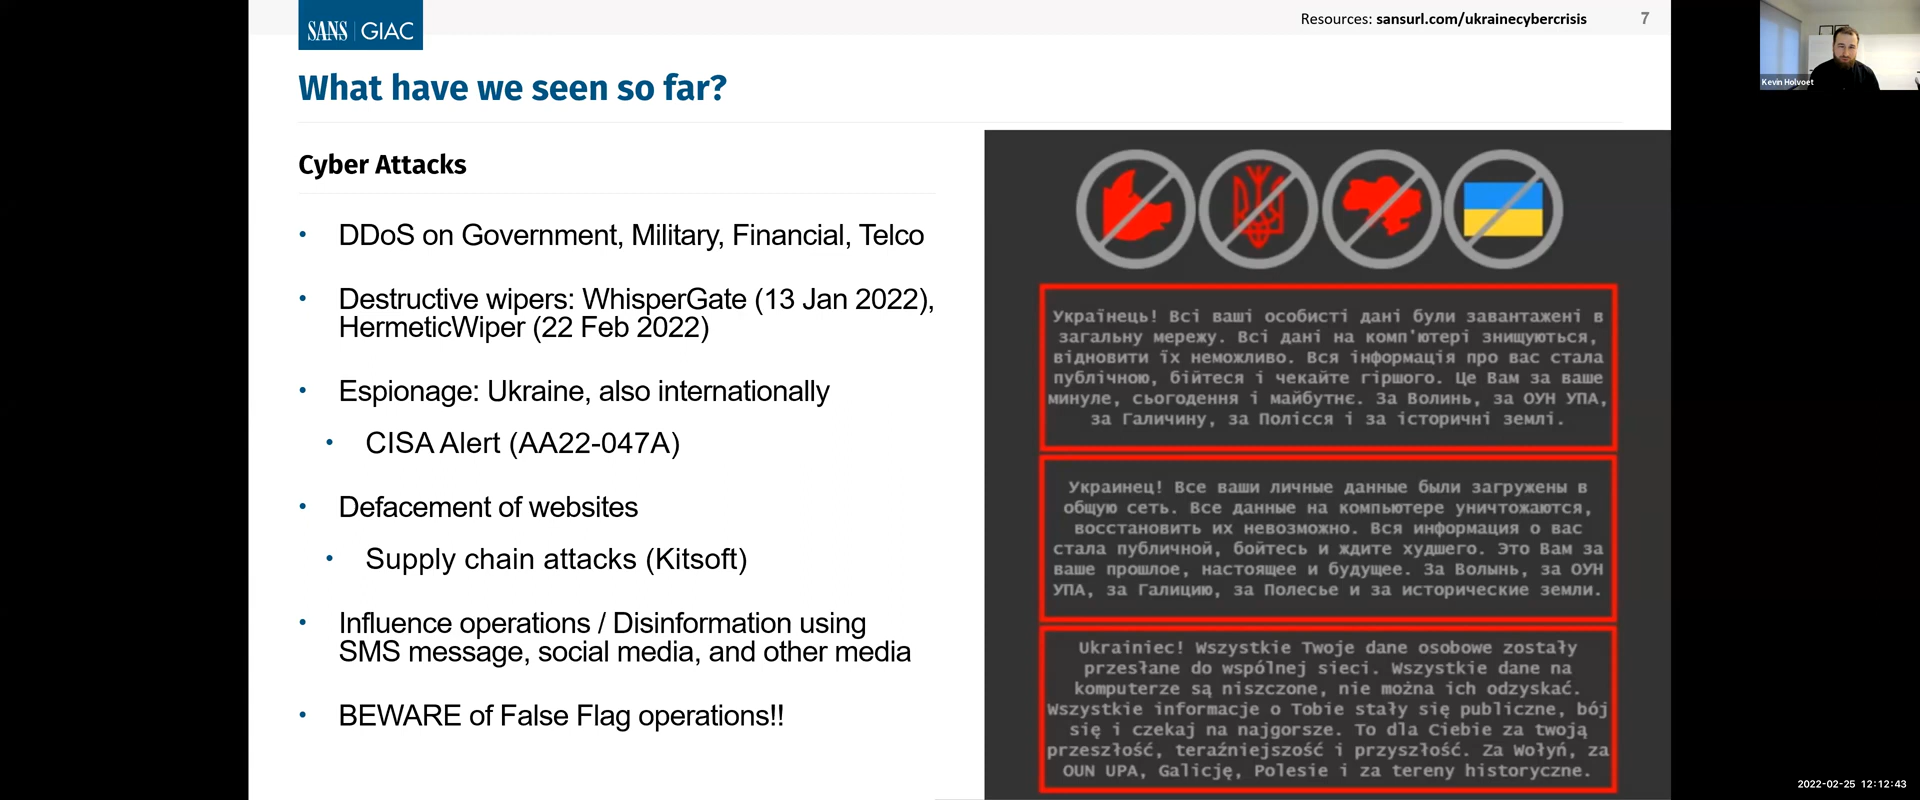 SANS GIAC
Resources: sansurl.com/ukrainecybercrisis
7
What have we seen so far?
Cyber Attacks
• DDoS on Government, Military, Financial, Telco
• Destructive wipers: WhisperGate (13 Jan 2022),
HermeticWiper (22 Feb 2022)
• Espionage: Ukraine, also internationally
• CISA Alert (AA22-047A)
• Defacement of websites
• Supply chain attacks (Kitsoft)
• Influence operations / Disinformation using
SMS message, social media, and other media
• BEWARE of False Flag operations!!
Українець! Всі ваші особисті дані були завантажені в
загальну мережу. Всі дані на комп'ютері знищуються,
відновити їх неможливо. Вся інформація про вас стала
публічною, бійтеся і чекайте гіршого. Це Вам за ваше
минуле, сьогодення і майбутнє. За Волинь, за ОУН УПА,
за Галичину, за Полісся і за історичні землі.
Украинец! Все ваши личные данные были загружены в
общую сеть. Все данные на компьютере уничтожаются,
восстановить их невозможно. Вся информация о вас
стала публичной, бойтесь и ждите худшего. Это Вам за
ваше прошлое, настоящее и будущее. За Волынь, за ОУН
УПА, за Галицию, за Полесье и за исторические земли.
Ukrainiec! Wszystkie Twoje dane osobowe zostały
przesłane do wspólnej sieci. Wszystkie dane na
komputerze są niszczone, nie można ich odzyskać.
Wszystkie informacje o Tobie stały się publiczne, bój
się i czekaj na najgorsze. To dla Ciebie za twoją
przeszłość, teraźniejszość i przyszłość. Za Wołyń, za
OUN UPA, Galicję, Polesie i za tereny historyczne.
Kevin Holvoet
2022-02-25 12:12:43